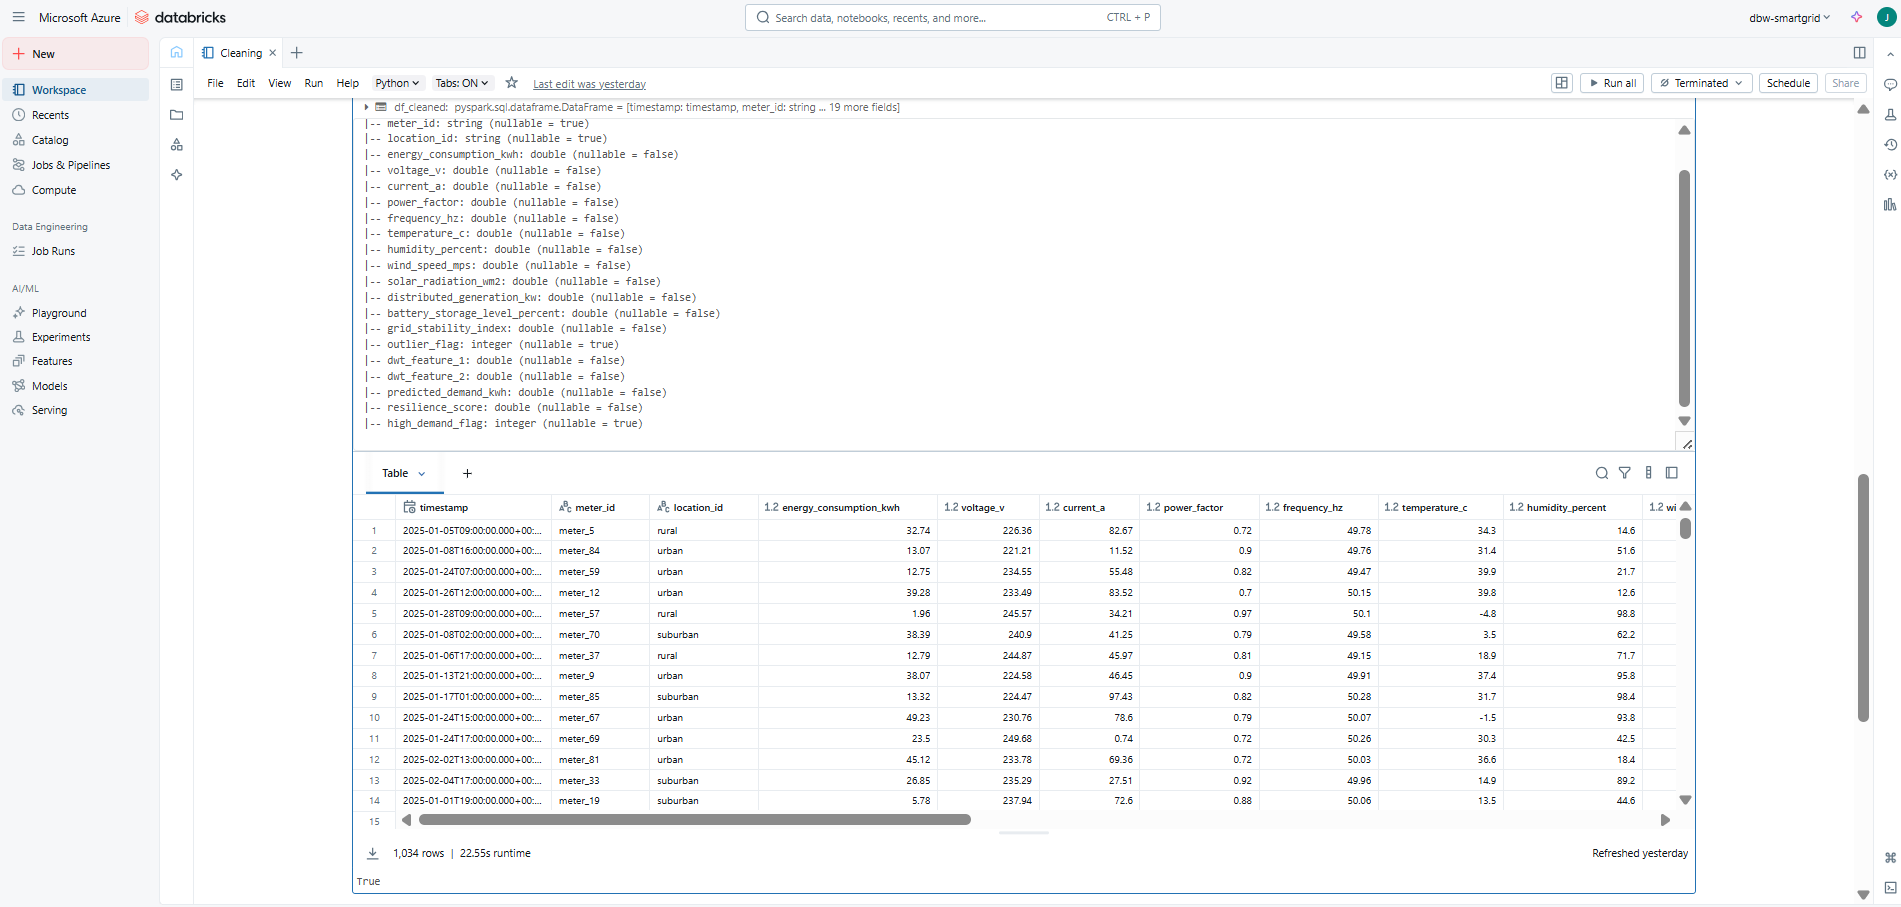 Microsoft Azure databricks Search data, notebooks, recents, and more... CTRL + P dbw-smartgrid J
New
Workspace
Recents
Catalog
Jobs & Pipelines
Compute
Data Engineering
Job Runs
AI/ML
Playground
Experiments
Features
Models
Serving
Cleaning
File Edit View Run Help Python Tabs: ON Last edit was yesterday Run all Terminated Schedule Share
df_cleaned: pyspark.sql.dataframe.DataFrame = [timestamp: timestamp, meter_id: string ... 19 more fields]
|-- meter_id: string (nullable = true)
|-- location_id: string (nullable = true)
|-- energy_consumption_kwh: double (nullable = false)
|-- voltage_v: double (nullable = false)
|-- current_a: double (nullable = false)
|-- power_factor: double (nullable = false)
|-- frequency_hz: double (nullable = false)
|-- temperature_c: double (nullable = false)
|-- humidity_percent: double (nullable = false)
|-- wind_speed_mps: double (nullable = false)
|-- solar_radiation_wm2: double (nullable = false)
|-- distributed_generation_kw: double (nullable = false)
|-- battery_storage_level_percent: double (nullable = false)
|-- grid_stability_index: double (nullable = false)
|-- outlier_flag: integer (nullable = true)
|-- dwt_feature_1: double (nullable = false)
|-- dwt_feature_2: double (nullable = false)
|-- predicted_demand_kwh: double (nullable = false)
|-- resilience_score: double (nullable = false)
|-- high_demand_flag: integer (nullable = true)
Table
timestamp ABC meter_id ABC location_id 1.2 energy_consumption_kwh 1.2 voltage_v 1.2 current_a 1.2 power_factor 1.2 frequency_hz 1.2 temperature_c 1.2 humidity_percent 1.2 wi
1 2025-01-05T09:00:00.000+00:... meter_5 rural 32.74 226.36 82.67 0.72 49.78 34.3 14.6
2 2025-01-08T16:00:00.000+00:... meter_84 urban 13.07 221.21 11.52 0.9 49.76 31.4 51.6
3 2025-01-24T07:00:00.000+00:... meter_59 urban 12.75 234.55 55.48 0.82 49.47 39.9 21.7
4 2025-01-26T12:00:00.000+00:... meter_12 urban 39.28 233.49 83.52 0.7 50.15 39.8 12.6
5 2025-01-28T09:00:00.000+00:... meter_57 rural 1.96 245.57 34.21 0.97 50.1 -4.8 98.8
6 2025-01-08T02:00:00.000+00:... meter_70 suburban 38.39 240.9 41.25 0.79 49.58 3.5 62.2
7 2025-01-06T17:00:00.000+00:... meter_37 rural 12.79 244.87 45.97 0.81 49.15 18.9 71.7
8 2025-01-13T21:00:00.000+00:... meter_9 urban 38.07 224.58 46.45 0.9 49.91 37.4 95.8
9 2025-01-17T01:00:00.000+00:... meter_85 suburban 13.32 224.47 97.43 0.82 50.28 31.7 98.4
10 2025-01-24T15:00:00.000+00:... meter_67 urban 49.23 230.76 78.6 0.79 50.07 -1.5 93.8
11 2025-01-24T17:00:00.000+00:... meter_69 urban 23.5 249.68 0.74 0.72 50.26 30.3 42.5
12 2025-02-02T13:00:00.000+00:... meter_81 urban 45.12 233.78 69.36 0.72 50.03 36.6 18.4
13 2025-02-04T17:00:00.000+00:... meter_33 suburban 26.85 235.29 27.51 0.92 49.96 14.9 89.2
14 2025-01-01T19:00:00.000+00:... meter_19 suburban 5.78 237.94 72.6 0.88 50.06 13.5 44.6
15
1,034 rows | 22.55s runtime Refreshed yesterday
True